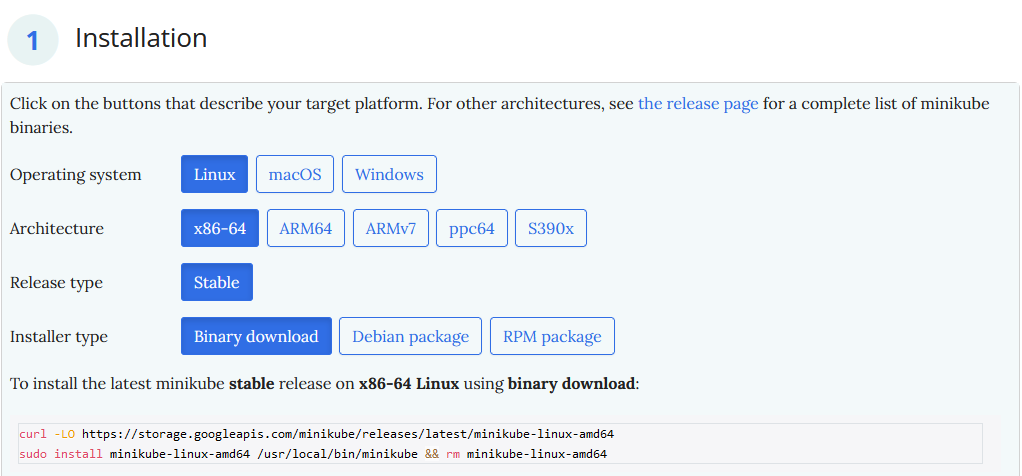 1 Installation
Click on the buttons that describe your target platform. For other architectures, see the release page for a complete list of minikube
binaries.
Operating system Linux macOS Windows
Architecture x86-64 ARM64 ARMv7 ppc64 S390x
Release type Stable
Installer type Binary download Debian package RPM package
To install the latest minikube stable release on x86-64 Linux using binary download:
curl -LO https://storage.googleapis.com/minikube/releases/latest/minikube-linux-amd64
sudo install minikube-linux-amd64 /usr/local/bin/minikube && rm minikube-linux-amd64